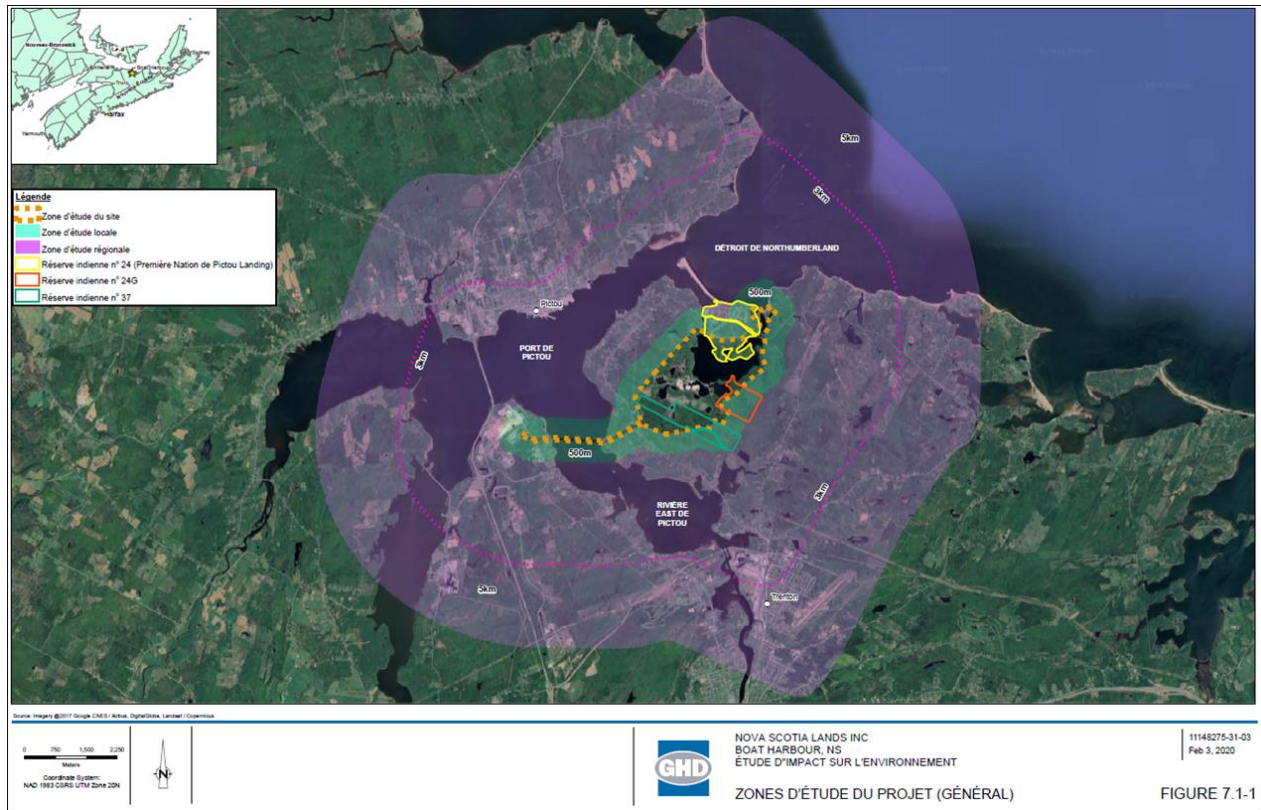 Nouveau-Brunswick
Sydney
Boat Harbour
Halifax
Yarmouth
Légende
Zone d'étude du site
Zone d'étude locale
Zone d'étude régionale
Réserve indienne n° 24 (Première Nation de Pictou Landing)
Réserve indienne n° 24G
Réserve indienne n° 37
5km
3km
DÉTROIT DE NORTHUMBERLAND
500m
Pictou
PORT DE
PICTOU
3km
500m
3km
RIVIÈRE
EAST DE
PICTOU
5km
Trenton
Source: Imagery @2017 Google CNES / Airbus, DigitalGlobe, Landsat / Copernicus
0 750 1,500 2,250
Meters
Coordinate System:
NAD 1983 CSRS UTM Zone 20N
N
GHD
NOVA SCOTIA LANDS INC
BOAT HARBOUR, NS
ÉTUDE D"IMPACT SUR L'ENVIRONNEMENT
ZONES D'ÉTUDE DU PROJET (GÉNÉRAL)
11148275-31-03
Feb 3, 2020
FIGURE 7.1-1